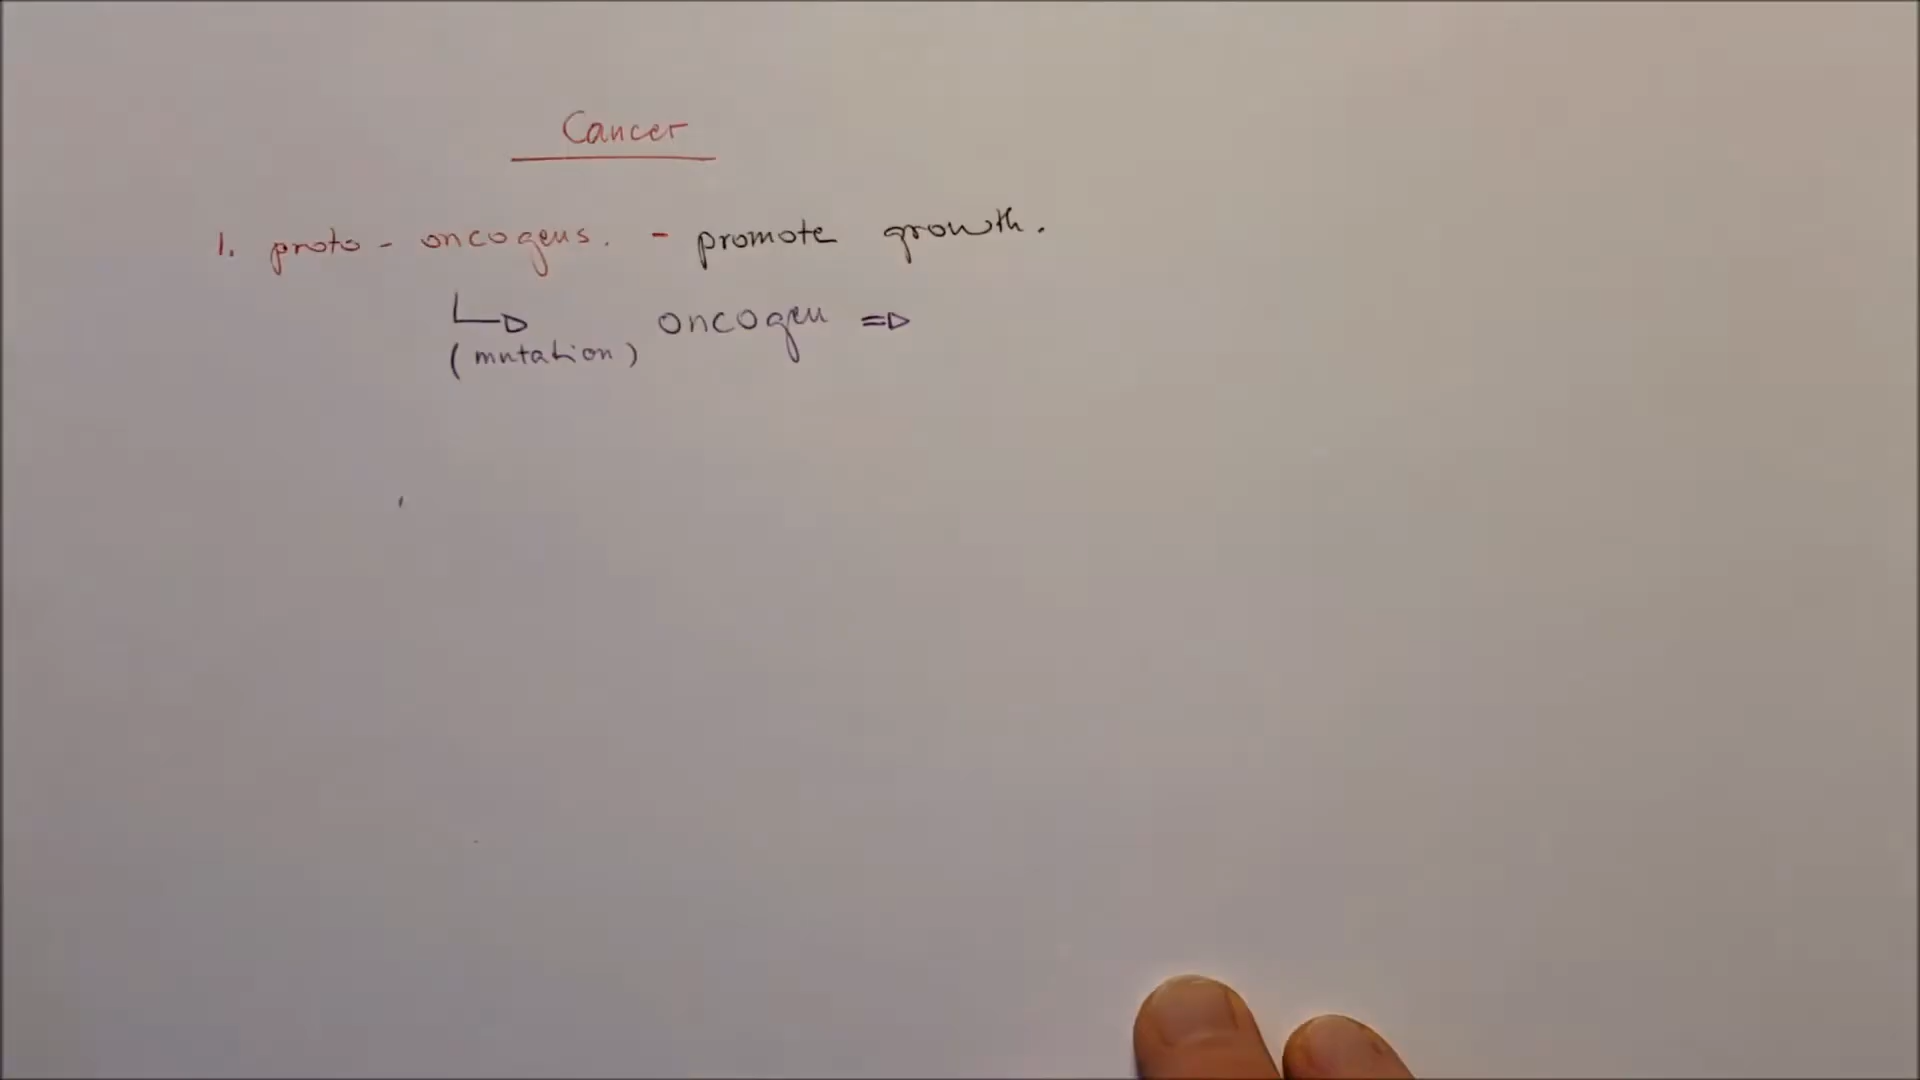 Cancer
1. proto - oncogens. - promote growth.
oncogen ⇒
(mutation)